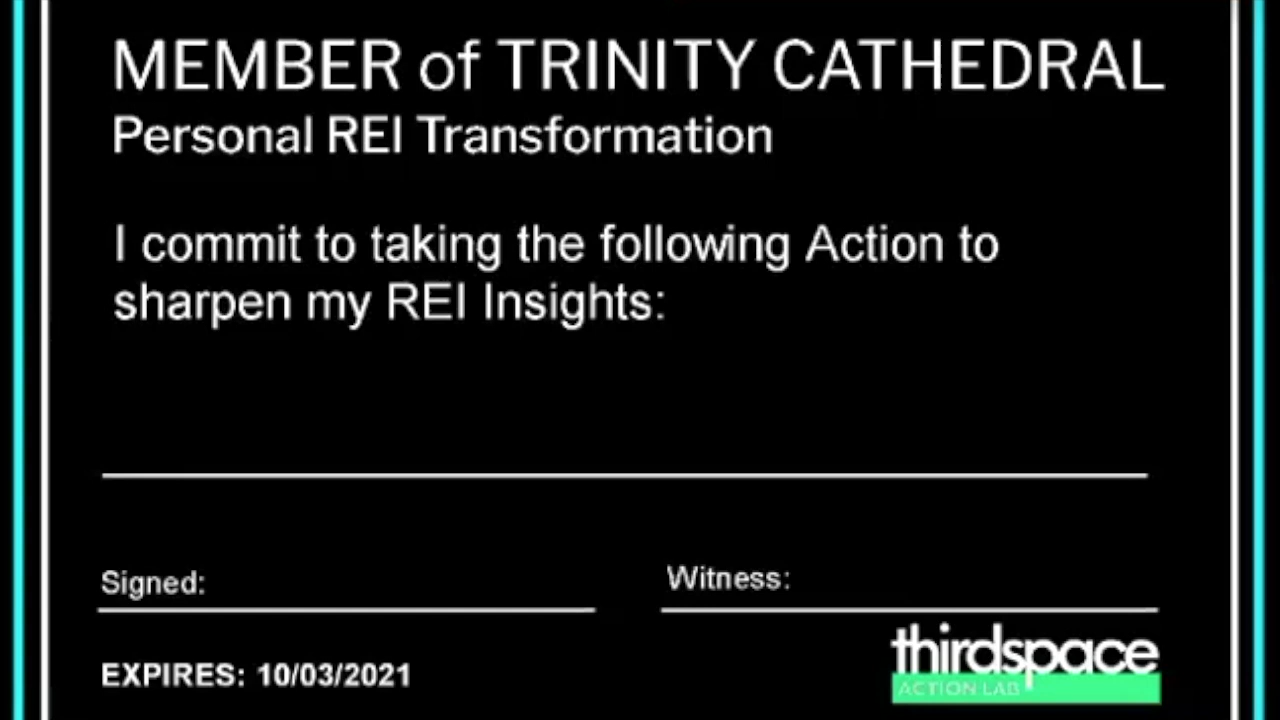 MEMBER of TRINITY CATHEDRAL
Personal REI Transformation
I commit to taking the following Action to
sharpen my REI Insights:
Signed:
Witness:
EXPIRES: 10/03/2021
thirdspace
ACTION LAB